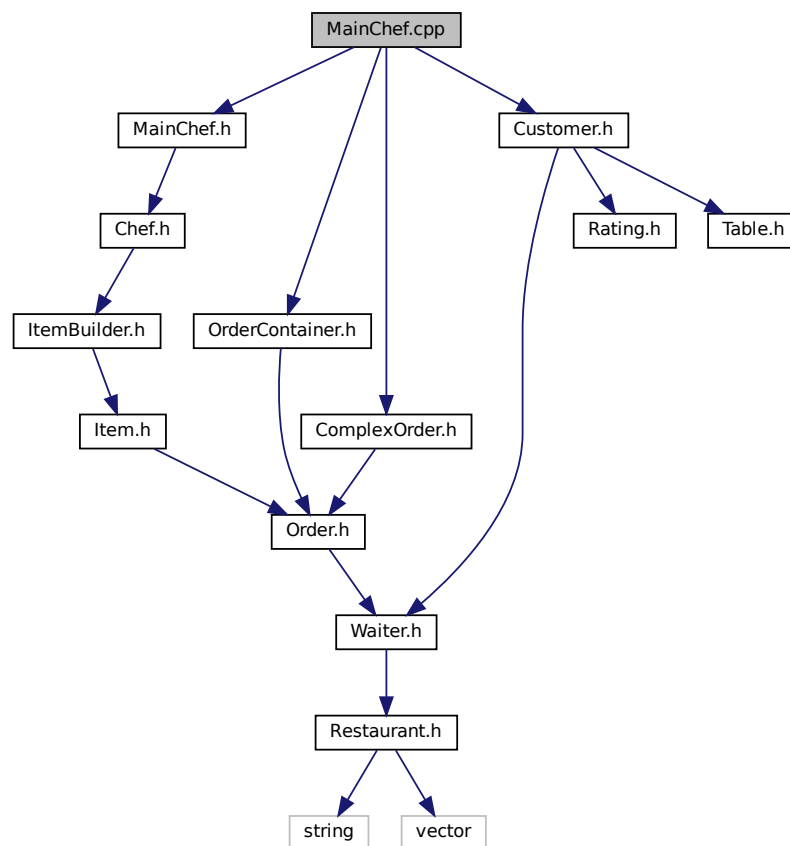 MainChef.cpp
MainChef.h
Customer.h
Chef.h
Rating.h
Table.h
ItemBuilder.h
OrderContainer.h
Item.h
ComplexOrder.h
Order.h
Waiter.h
Restaurant.h
string
vector